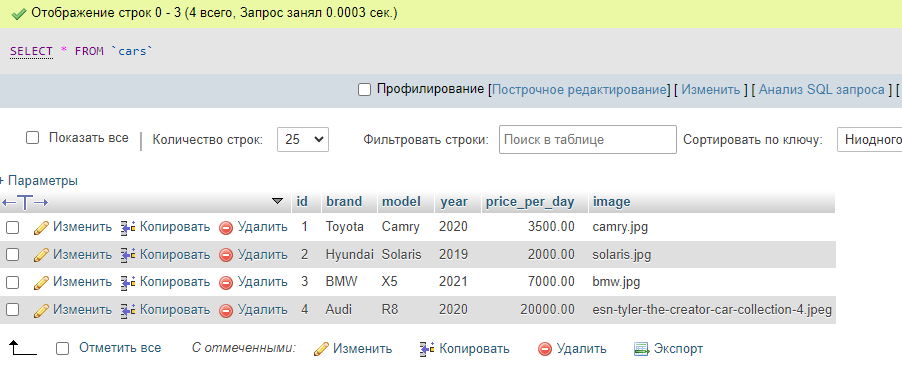 Отображение строк 0 - 3 (4 всего, Запрос занял 0.0003 сек.)
SELECT * FROM `cars`
Профилирование [Построчное редактирование] [ Изменить ] [ Анализ SQL запроса ] [
Показать все | Количество строк: 25 Фильтровать строки: Поиск в таблице Сортировать по ключу: Ниодного
+ Параметры
id brand model year price_per_day image
Изменить Копировать Удалить 1 Toyota Camry 2020 3500.00 camry.jpg
Изменить Копировать Удалить 2 Hyundai Solaris 2019 2000.00 solaris.jpg
Изменить Копировать Удалить 3 BMW X5 2021 7000.00 bmw.jpg
Изменить Копировать Удалить 4 Audi R8 2020 20000.00 esn-tyler-the-creator-car-collection-4.jpeg
Отметить все С отмеченными: Изменить Копировать Удалить Экспорт